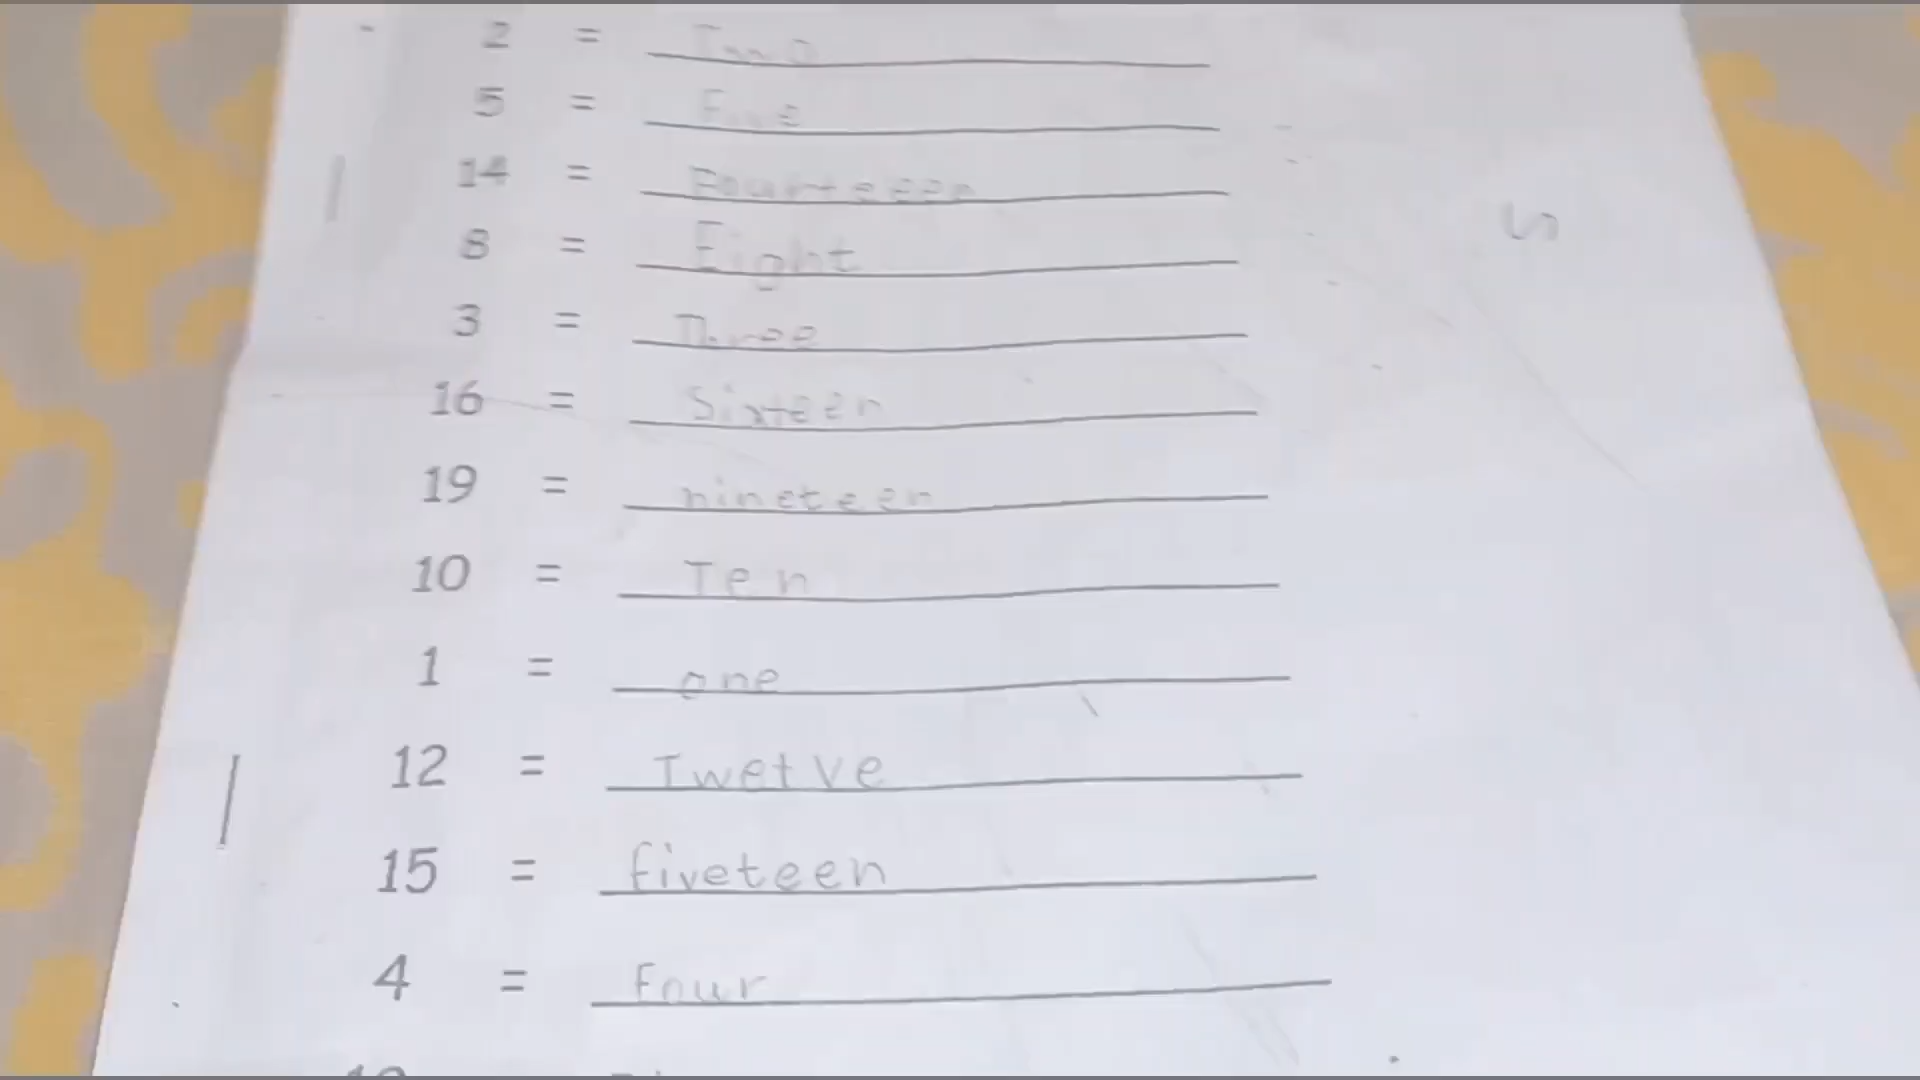 2 = Two
5 = Five
14 = Fourteeen
8 = Eight
3 = Three
16 = Sixteen
19 = nineteen
10 = Ten
1 = one
12 = Twetve
15 = fiveteen
4 = four